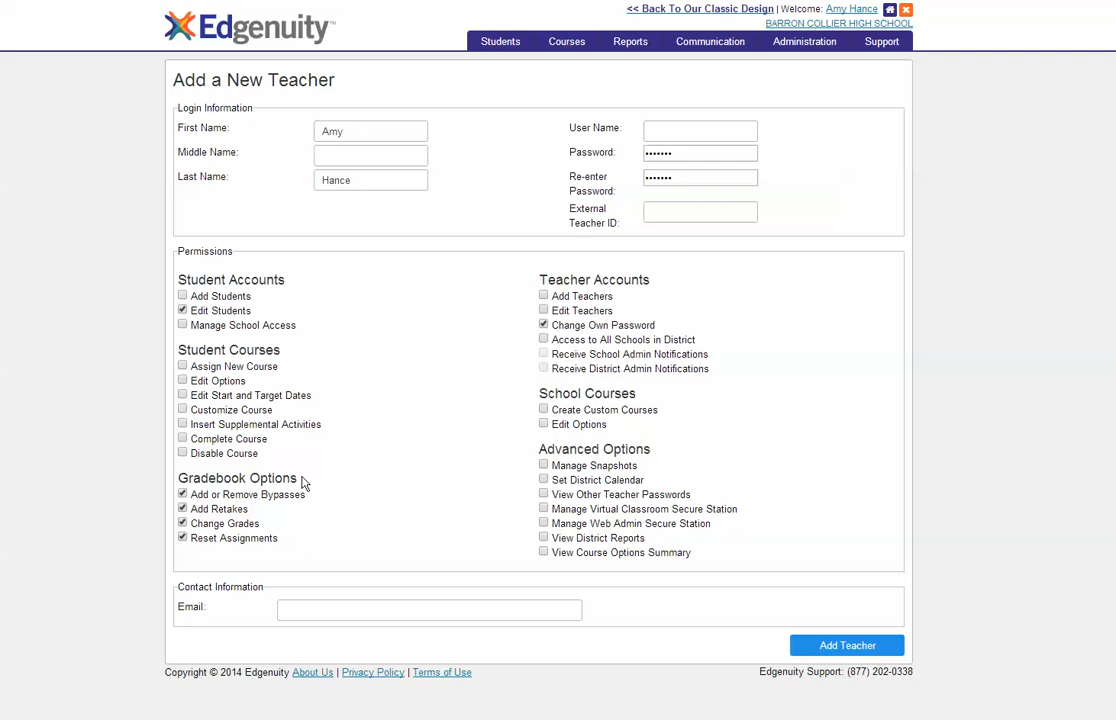 Edgenuity™
<< Back To Our Classic Design | Welcome: Amy Hance
BARRON COLLIER HIGH SCHOOL
Students Courses Reports Communication Administration Support
Add a New Teacher
Login Information
First Name: Amy
Middle Name:
Last Name: Hance
User Name:
Password: •••••••
Re-enter
Password: •••••••
External
Teacher ID:
Permissions
Student Accounts
Add Students
Edit Students
Manage School Access
Student Courses
Assign New Course
Edit Options
Edit Start and Target Dates
Customize Course
Insert Supplemental Activities
Complete Course
Disable Course
Gradebook Options
Add or Remove Bypasses
Add Retakes
Change Grades
Reset Assignments
Teacher Accounts
Add Teachers
Edit Teachers
Change Own Password
Access to All Schools in District
Receive School Admin Notifications
Receive District Admin Notifications
School Courses
Create Custom Courses
Edit Options
Advanced Options
Manage Snapshots
Set District Calendar
View Other Teacher Passwords
Manage Virtual Classroom Secure Station
Manage Web Admin Secure Station
View District Reports
View Course Options Summary
Contact Information
Email:
Add Teacher
Copyright © 2014 Edgenuity About Us | Privacy Policy | Terms of Use
Edgenuity Support: (877) 202-0338